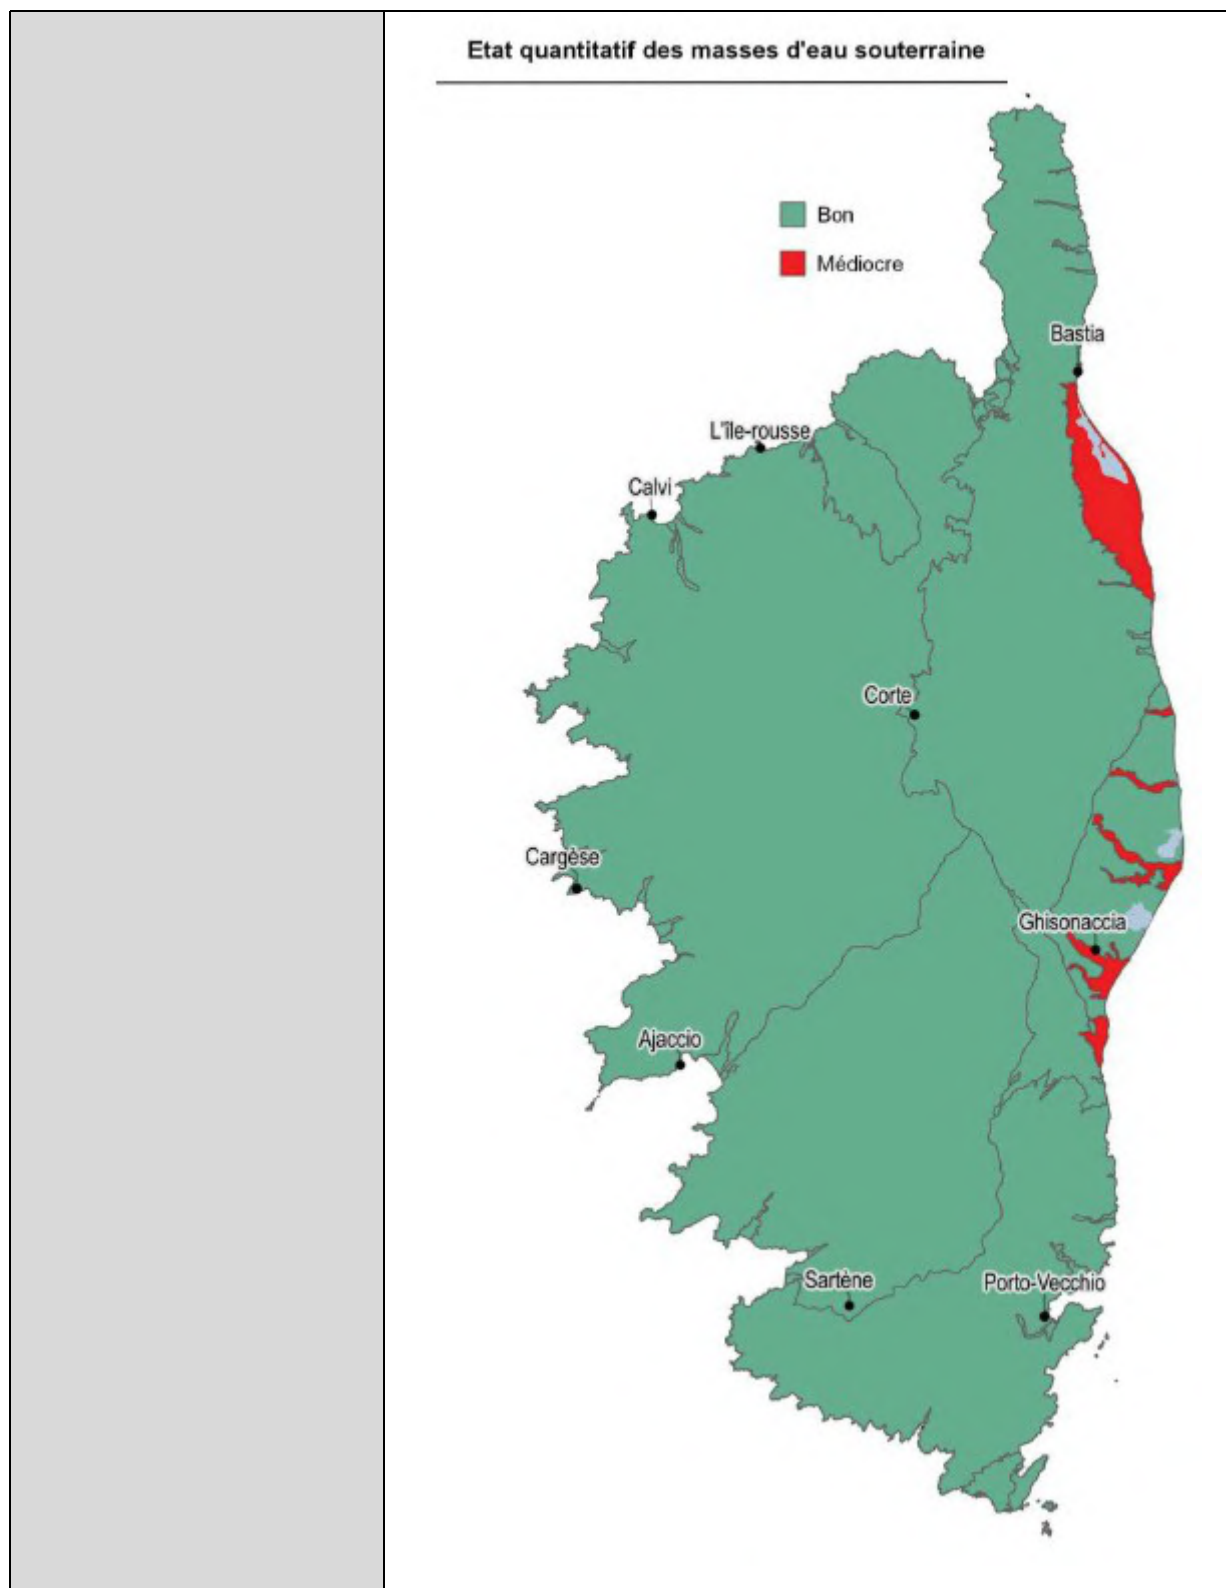 Etat quantitatif des masses d'eau souterraine
Bon
Médiocre
Bastia
L'île-rousse
Calvi
Corte
Cargèse
Ghisonaccia
Ajaccio
Sartène
Porto-Vecchio